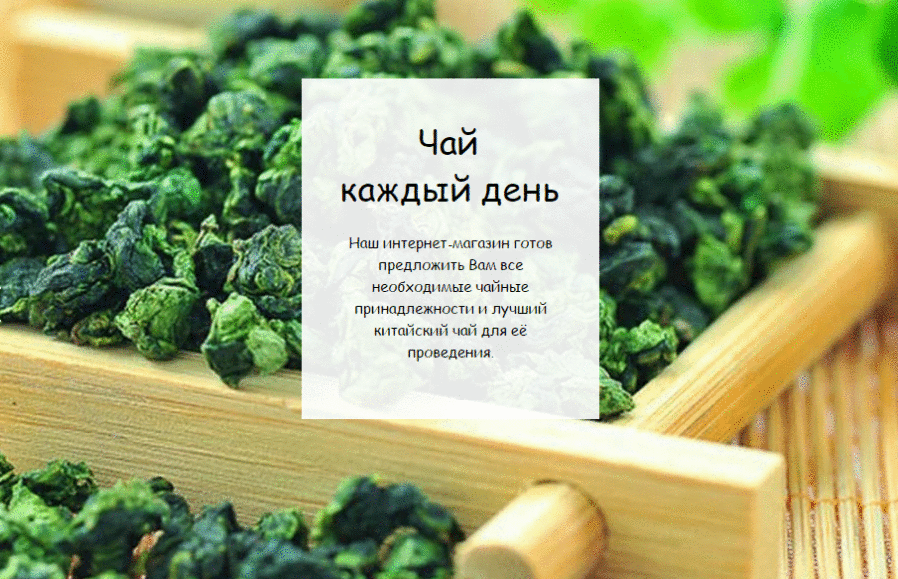 Чай
каждый день
Наш интернет-магазин готов
предложить Вам все
необходимые чайные
принадлежности и лучший
китайский чай для её
проведения.